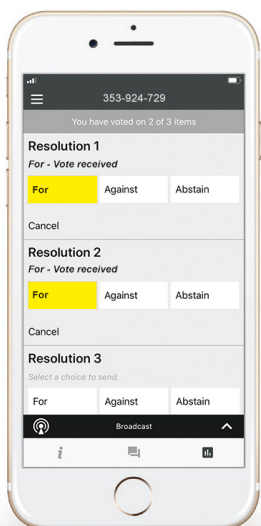 353-924-729
You have voted on 2 of 3 items
Resolution 1
For - Vote received
For Against Abstain
Cancel
Resolution 2
For - Vote received
For Against Abstain
Cancel
Resolution 3
Select a choice to send.
For Against Abstain
Broadcast
i